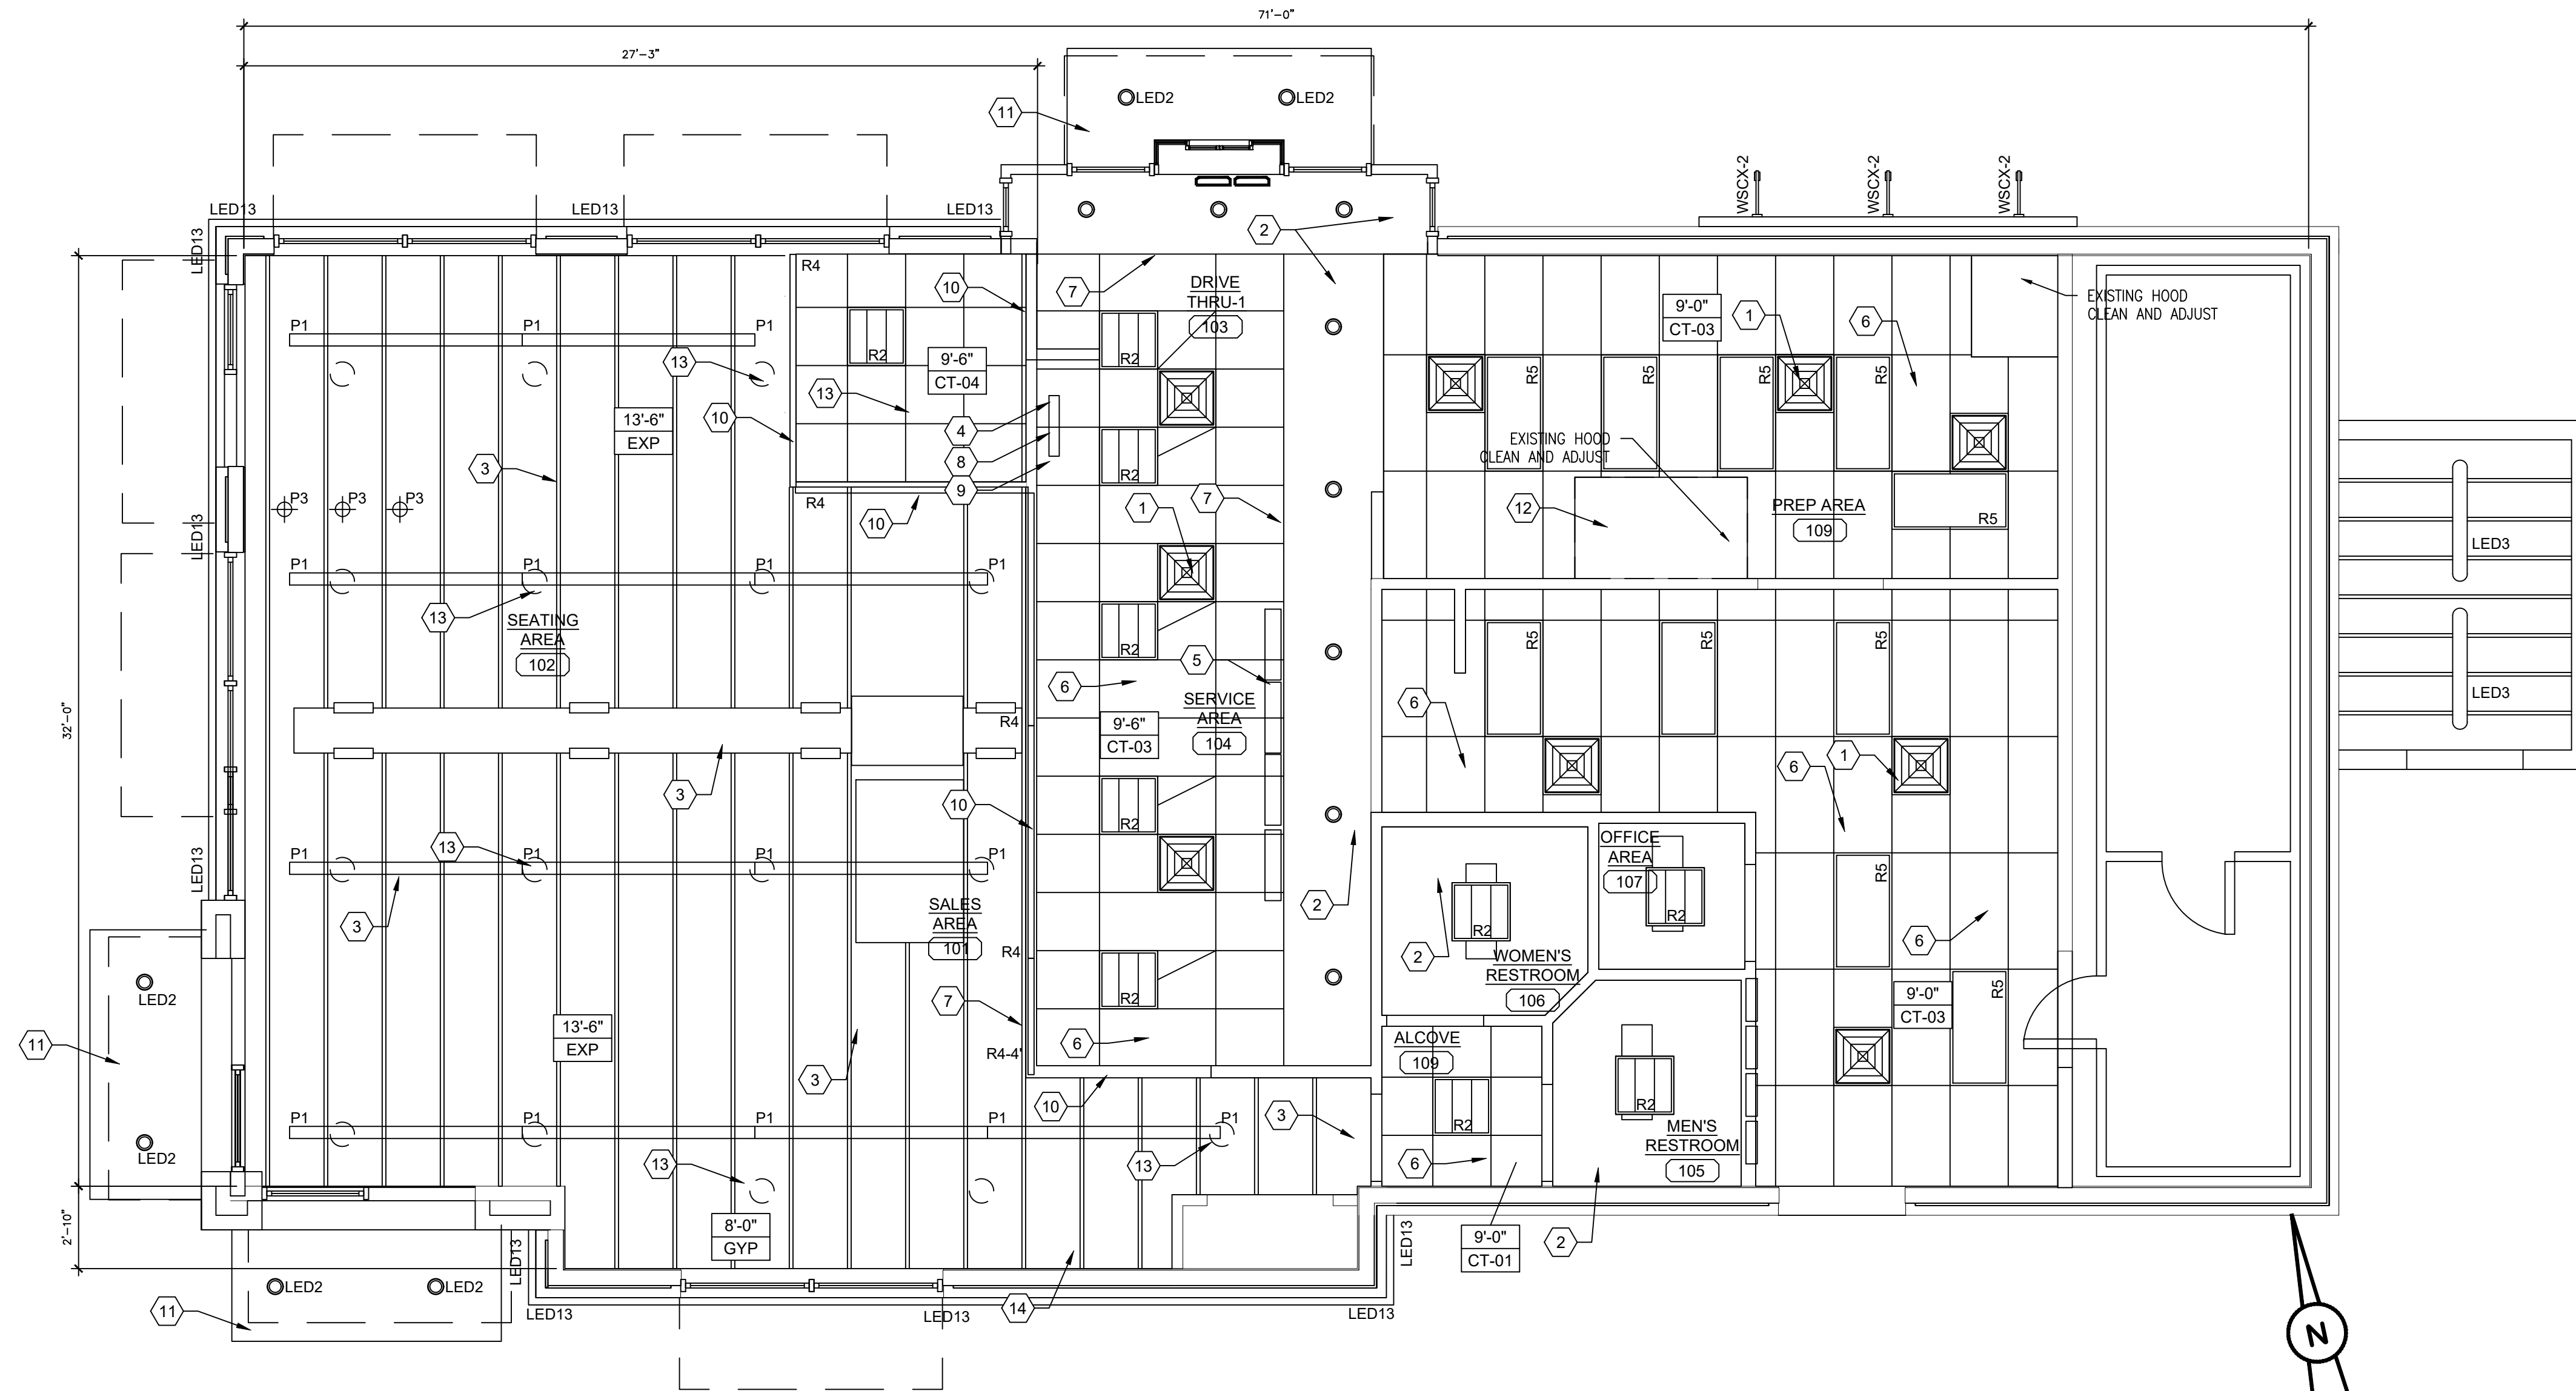 71'-0"
27'-3"
LED2
LED2
11
WSCX-2
WSCX-2
WSCX-2
LED13
LED13
LED13
LED13
2
R4
10
7
DRIVE
THRU-1
103
9'-0"
CT-03
1
6
EXISTING HOOD
CLEAN AND ADJUST
P1
P1
P1
13
R2
9'-6"
CT-04
R2
13
13'-6"
EXP
10
4
R5
R5
R5
R5
EXISTING HOOD
CLEAN AND ADJUST
3
8
R2
9
P3
P3
P3
R4
10
1
7
12
PREP AREA
109
R5
LED13
LED3
P1
P1
P1
P1
13
SEATING
AREA
102
R2
5
R5
R5
R5
6
SERVICE
AREA
104
6
LED3
32'-0"
R4
9'-6"
CT-03
3
10
6
1
R2
13
P1
P1
P1
P1
LED13
OFFICE
AREA
107
R5
3
SALES
AREA
101
2
R2
R2
6
R4
2
WOMEN'S
RESTROOM
106
LED2
7
9'-0"
CT-03
R5
13'-6"
EXP
11
R4-4'
6
ALCOVE
109
3
10
3
P1
P1
P1
P1
P1
R2
R2
LED2
13
13
6
MEN'S
RESTROOM
105
2'-10"
8'-0"
GYP
9'-0"
CT-01
2
LED13
LED13
LED2
LED2
11
LED13
LED13
14
LED13
N